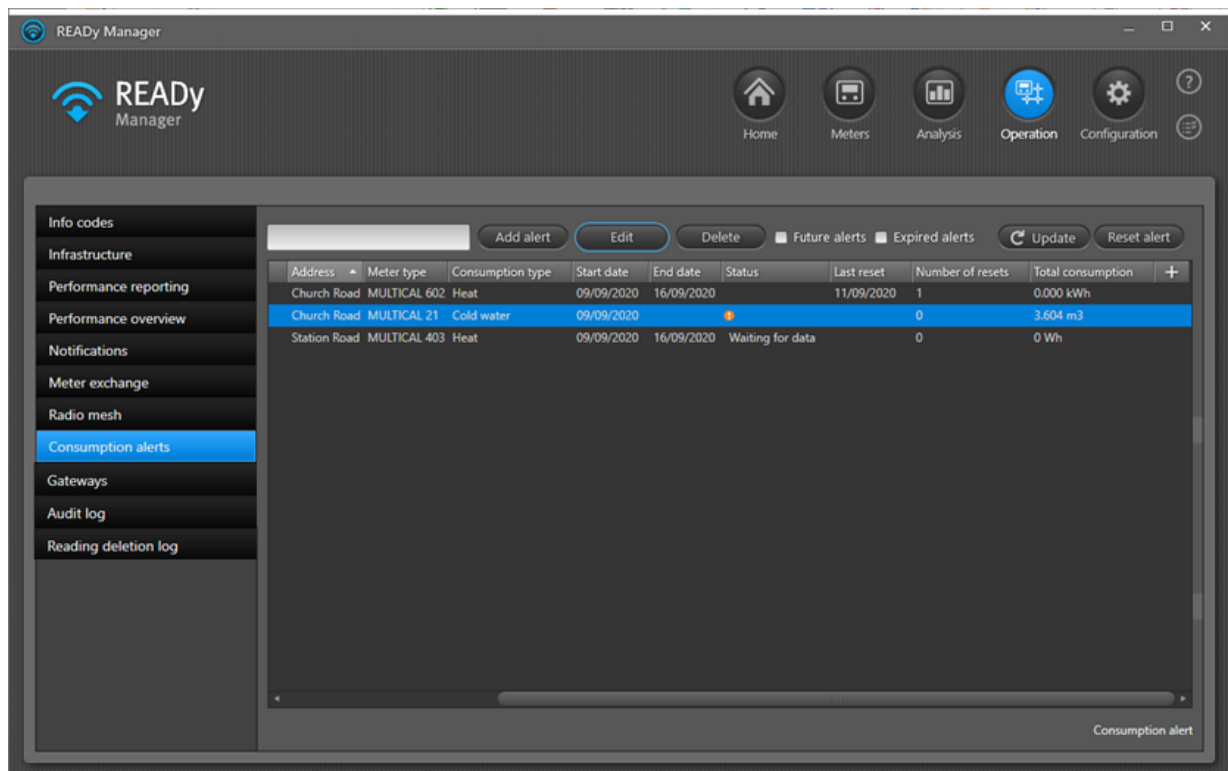 READy Manager
READy
Manager
Home Meters Analysis Operation Configuration
Info codes
Infrastructure
Performance reporting
Performance overview
Notifications
Meter exchange
Radio mesh
Consumption alerts
Gateways
Audit log
Reading deletion log
Add alert Edit Delete Future alerts Expired alerts Update Reset alert
Address Meter type Consumption type Start date End date Status Last reset Number of resets Total consumption +
Church Road MULTICAL 602 Heat 09/09/2020 16/09/2020 11/09/2020 1 0.000 kWh
Church Road MULTICAL 21 Cold water 09/09/2020 0 3.604 m3
Station Road MULTICAL 403 Heat 09/09/2020 16/09/2020 Waiting for data 0 0 Wh
Consumption alert